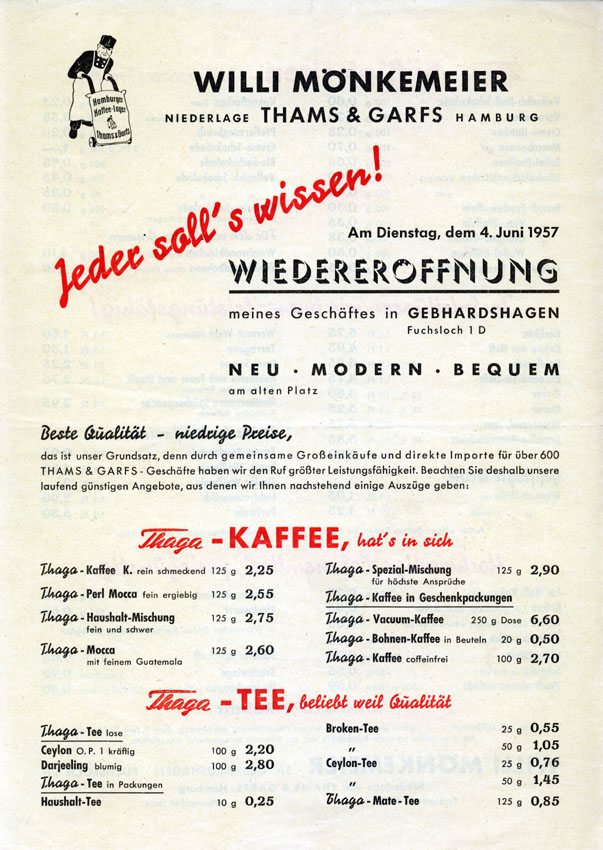 Hamburger
Kaffee-Lager
Thams & Garfs
WILLI MÖNKEMEIER
NIEDERLAGE THAMS & GARFS HAMBURG
Jeder soll's wissen!
Am Dienstag, dem 4. Juni 1957
WIEDERERÖFFNUNG
meines Geschäftes in GEBHARDSHAGEN
Fuchsloch 1 D
NEU · MODERN · BEQUEM
am alten Platz
Beste Qualität – niedrige Preise,
das ist unser Grundsatz, denn durch gemeinsame Großeinkäufe und direkte Importe für über 600
THAMS & GARFS - Geschäfte haben wir den Ruf größter Leistungsfähigkeit. Beachten Sie deshalb unsere
laufend günstigen Angebote, aus denen wir Ihnen nachstehend einige Auszüge geben:
Thaga - KAFFEE, hat's in sich
Thaga - Kaffee K. rein schmeckend 125 g 2,25
Thaga - Perl Mocca fein ergiebig 125 g 2,55
Thaga - Haushalt-Mischung 125 g 2,75
fein und schwer
Thaga - Mocca 125 g 2,60
mit feinem Guatemala
Thaga - Spezial-Mischung 125 g 2,90
für höchste Ansprüche
Thaga - Kaffee in Geschenkpackungen
Thaga - Vacuum-Kaffee 250 g Dose 6,60
Thaga - Bohnen-Kaffee in Beuteln 20 g 0,50
Thaga - Kaffee coffeinfrei 100 g 2,70
Thaga - TEE, beliebt weil Qualität
Thaga - Tee lose
Ceylon O. P. 1 kräftig 100 g 2,20
Darjeeling blumig 100 g 2,80
Thaga - Tee in Packungen
Haushalt-Tee 10 g 0,25
Broken-Tee 25 g 0,55
„ 50 g 1,05
Ceylon-Tee 25 g 0,76
„ 50 g 1,45
Thaga - Mate - Tee 125 g 0,85